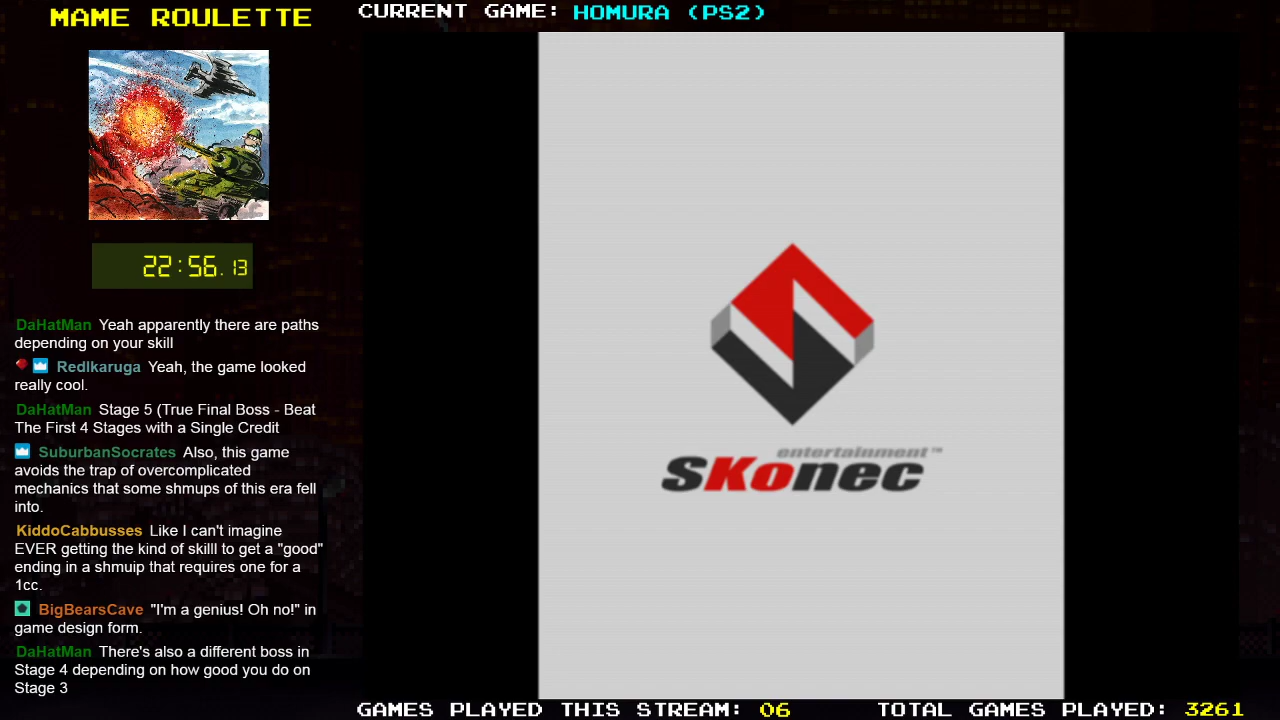 MAME ROULETTE
CURRENT GAME: HOMURA (PS2)
22:56.13
DaHatMan Yeah apparently there are paths
depending on your skill
RedIkaruga Yeah, the game looked
really cool.
DaHatMan Stage 5 (True Final Boss - Beat
The First 4 Stages with a Single Credit
SuburbanSocrates Also, this game
avoids the trap of overcomplicated
mechanics that some shmups of this era fell
into.
KiddoCabbusses Like I can't imagine
EVER getting the kind of skilll to get a "good"
ending in a shmuip that requires one for a
1cc.
BigBearsCave "I'm a genius! Oh no!" in
game design form.
DaHatMan There's also a different boss in
Stage 4 depending on how good you do on
Stage 3
entertainment™
SKonec
GAMES PLAYED THIS STREAM: 06
TOTAL GAMES PLAYED: 3261